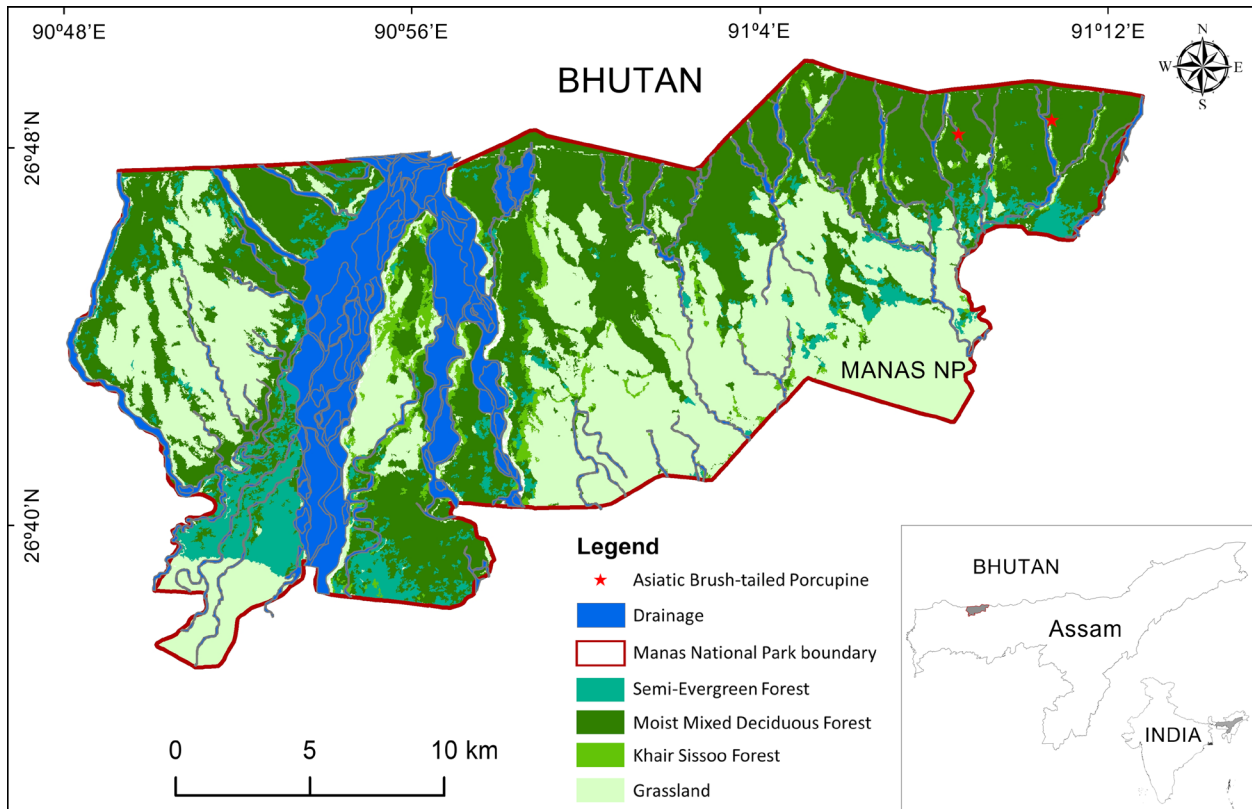 90º48'E
90º56'E
91º4'E
91º12'E
N
W
E
S
BHUTAN
26º48'N
MANAS NP
26º40'N
Legend
Asiatic Brush-tailed Porcupine
Drainage
Manas National Park boundary
Semi-Evergreen Forest
Moist Mixed Deciduous Forest
Khair Sissoo Forest
Grassland
0 5 10 km
BHUTAN
Assam
INDIA